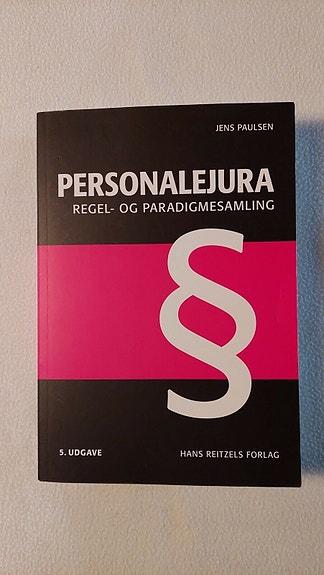 JENS PAULSEN
PERSONALEJURA
REGEL- OG PARADIGMESAMLING
§
5. UDGAVE
HANS REITZELS FORLAG